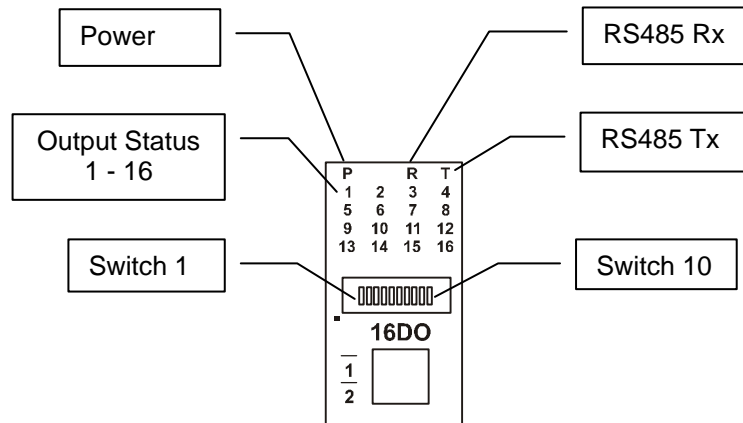 Power
RS485 Rx
Output Status
1 - 16
RS485 Tx
P R T
1 2 3 4
5 6 7 8
9 10 11 12
13 14 15 16
Switch 1
Switch 10
16DO
1
2